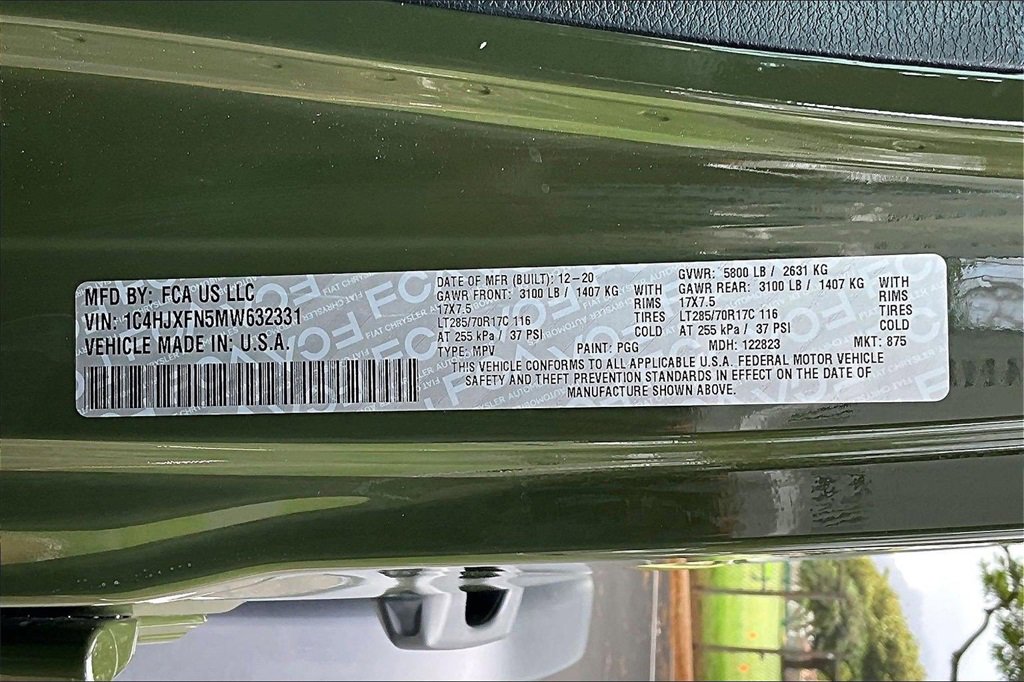 MFD BY: FCA US LLC
VIN: 1C4HJXFN5MW632331
VEHICLE MADE IN: U.S.A.
DATE OF MFR (BUILT): 12-20
GAWR FRONT: 3100 LB / 1407 KG WITH
17X7.5 RIMS
LT285/70R17C 116 TIRES
AT 255 kPa / 37 PSI COLD
GVWR: 5800 LB / 2631 KG
GAWR REAR: 3100 LB / 1407 KG WITH
17X7.5 RIMS
LT285/70R17C 116 TIRES
AT 255 kPa / 37 PSI COLD
TYPE: MPV PAINT: PGG MDH: 122823 MKT: 875
THIS VEHICLE CONFORMS TO ALL APPLICABLE U.S.A. FEDERAL MOTOR VEHICLE
SAFETY AND THEFT PREVENTION STANDARDS IN EFFECT ON THE DATE OF
MANUFACTURE SHOWN ABOVE.